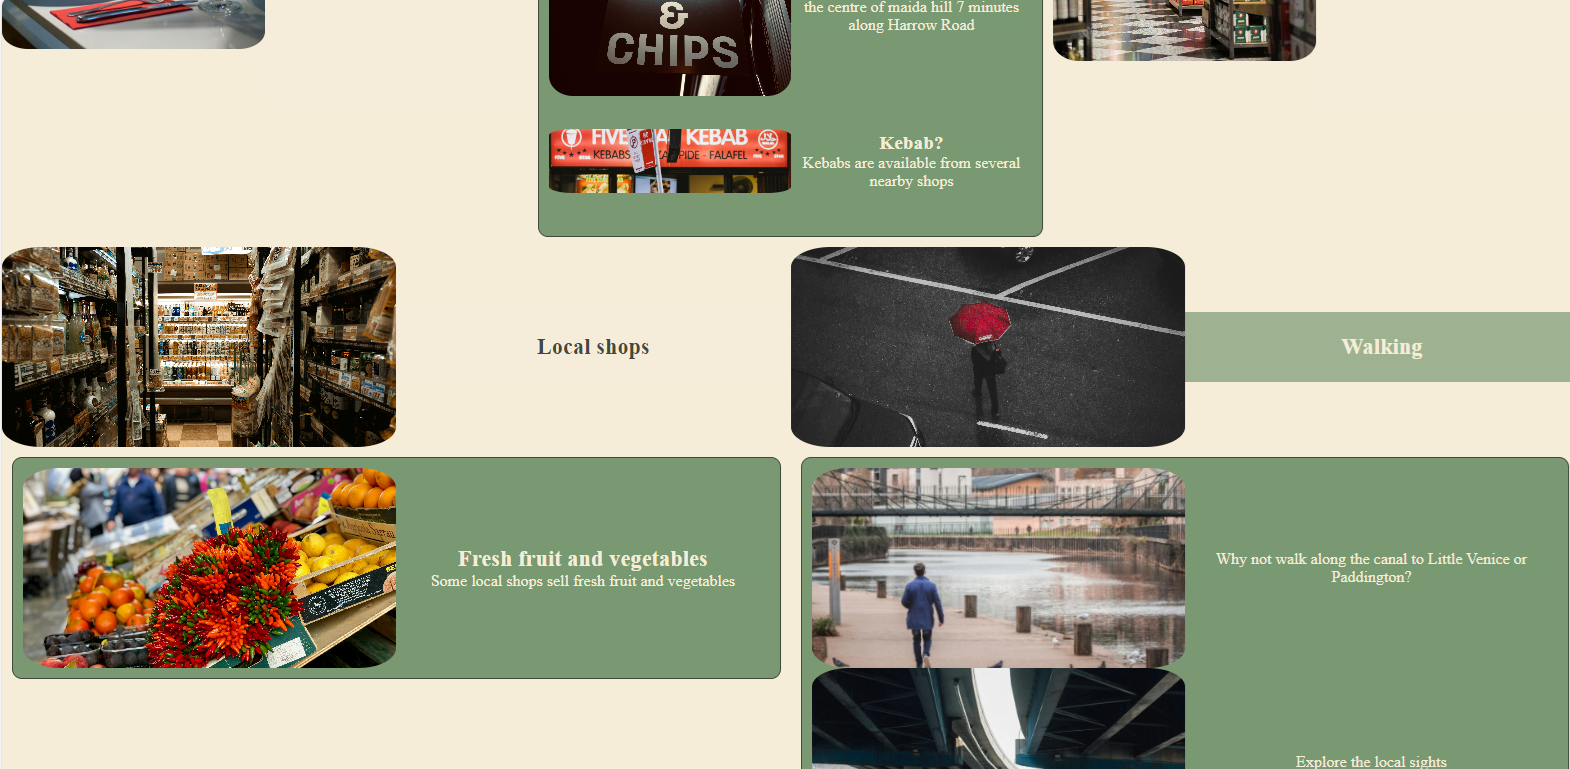 &
CHIPS
the centre of maida hill 7 minutes
along Harrow Road
FIVE
KEBAB
KEBABS
PIDE - FALAFEL
Kebab?
Kebabs are available from several
nearby shops
Local shops
Walking
Fresh fruit and vegetables
Some local shops sell fresh fruit and vegetables
Why not walk along the canal to Little Venice or
Paddington?
Explore the local sights